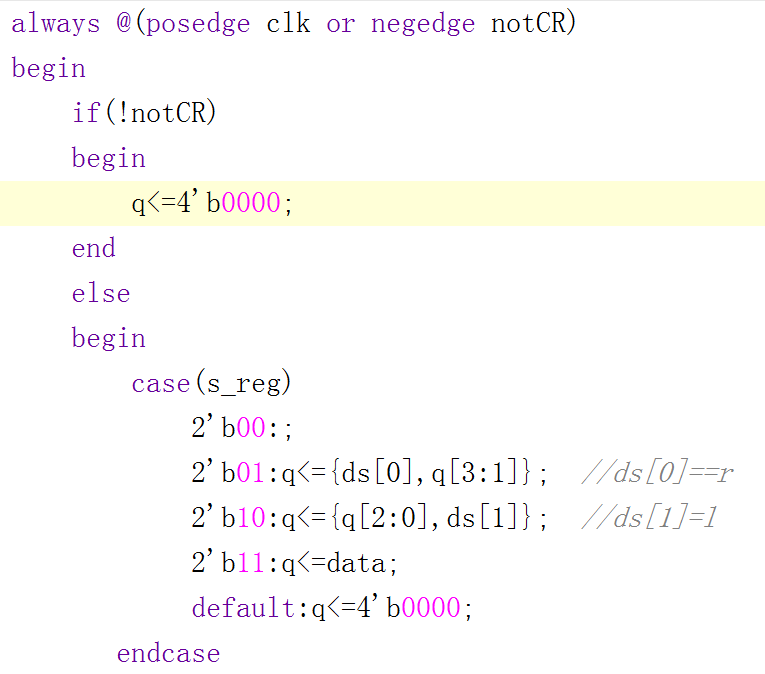 always @(posedge clk or negedge notCR)
begin
    if(!notCR)
    begin
        q<=4'b0000;
    end
    else
    begin
        case(s_reg)
            2'b00:;
            2'b01:q<={ds[0],q[3:1]};  //ds[0]==r
            2'b10:q<={q[2:0],ds[1]};  //ds[1]=l
            2'b11:q<=data;
            default:q<=4'b0000;
       endcase